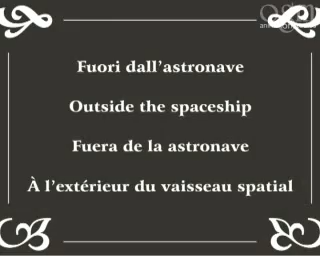 Fuori dall’astronave
Outside the spaceship
Fuera de la astronave
À l’extérieur du vaisseau spatial